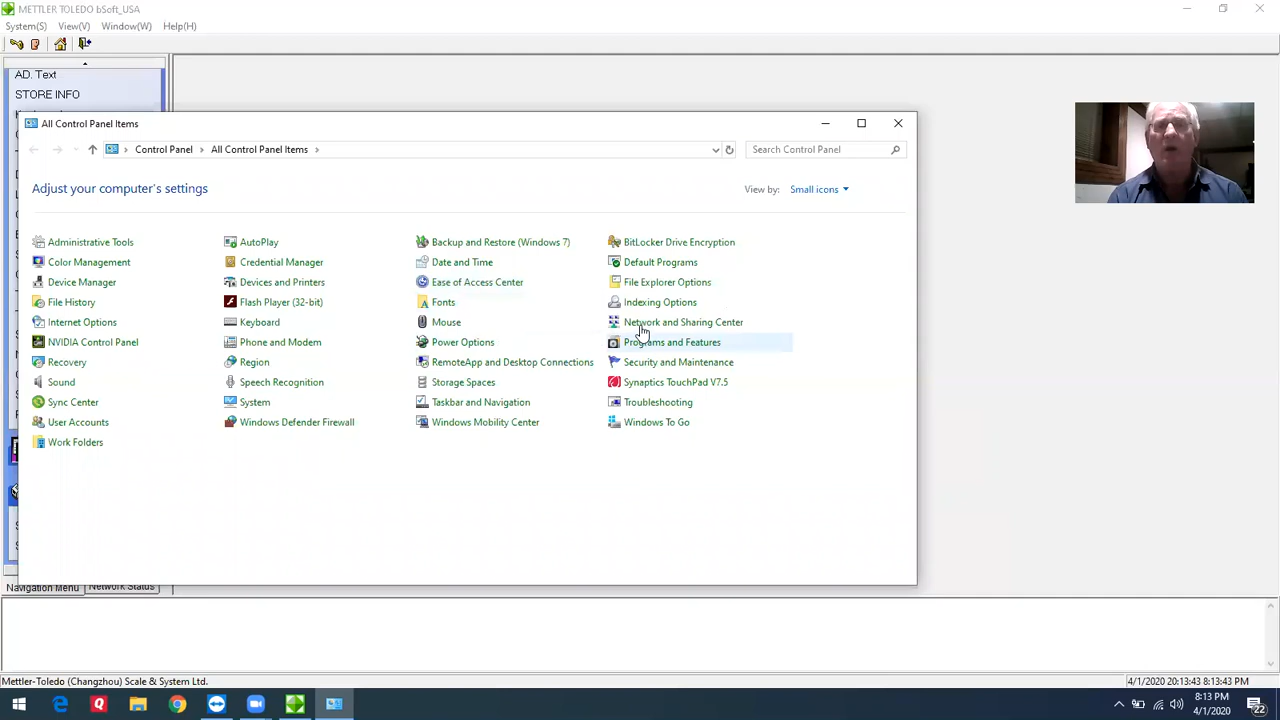 METTLER TOLEDO bSoft_USA
System(S) View(V) Window(W) Help(H)
AD. Text
STORE INFO
All Control Panel Items
Control Panel All Control Panel Items Search Control Panel
Adjust your computer's settings View by: Small icons
Administrative Tools AutoPlay Backup and Restore (Windows 7) BitLocker Drive Encryption
Color Management Credential Manager Date and Time Default Programs
Device Manager Devices and Printers Ease of Access Center File Explorer Options
File History Flash Player (32-bit) Fonts Indexing Options
Internet Options Keyboard Mouse Network and Sharing Center
NVIDIA Control Panel Phone and Modem Power Options Programs and Features
Recovery Region RemoteApp and Desktop Connections Security and Maintenance
Sound Speech Recognition Storage Spaces Synaptics TouchPad V7.5
Sync Center System Taskbar and Navigation Troubleshooting
User Accounts Windows Defender Firewall Windows Mobility Center Windows To Go
Work Folders
Navigation Menu Network Status
Mettler-Toledo (Changzhou) Scale & System Ltd. 4/1/2020 20:13:43 8:13:43 PM
8:13 PM
4/1/2020 22